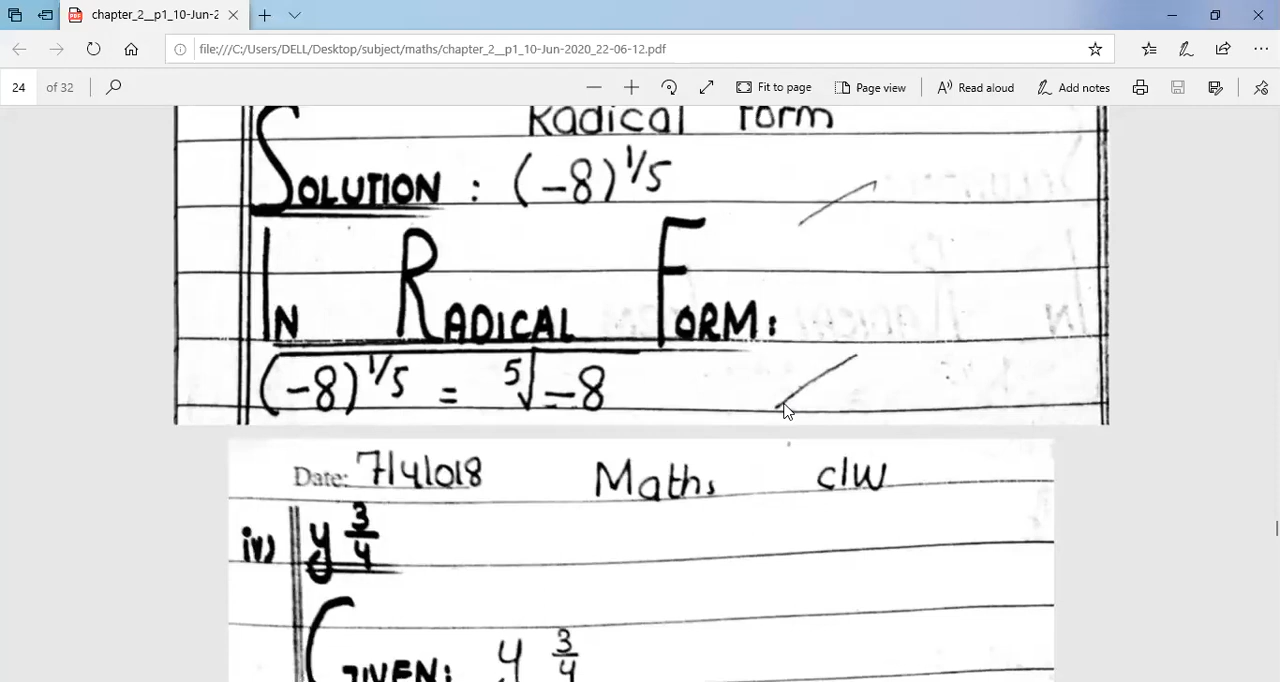 chapter_2_p1_10-Jun-2
file:///C:/Users/DELL/Desktop/subject/maths/chapter_2__p1_10-Jun-2020_22-06-12.pdf
24 of 32 Fit to page Page view Read aloud Add notes
Radical form
SOLUTION : (-8)^1/5
IN RADICAL FORM:
(-8)^1/5 = ⁵√-8
Date: 7/4/018 Maths c/w
iv) y^3/4
GIVEN: y^3/4